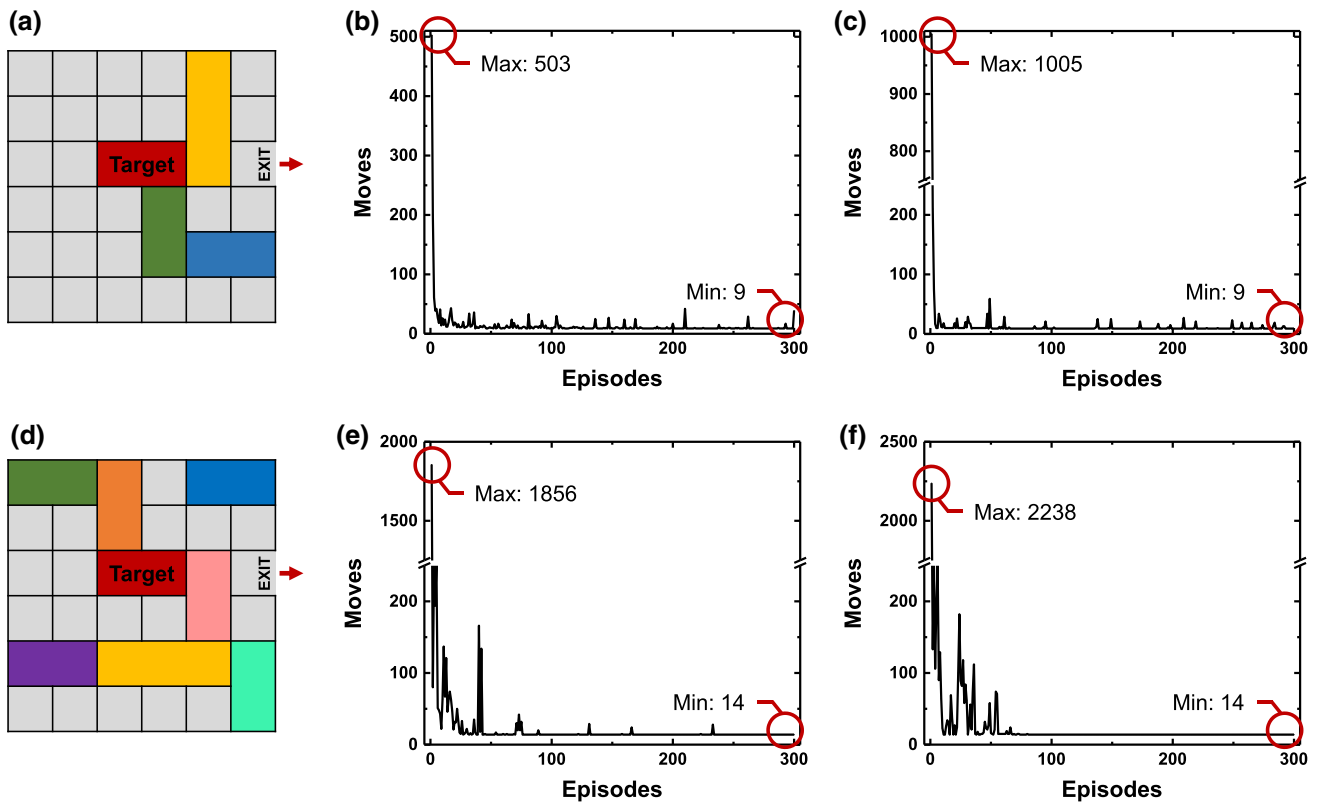 (a)
Target
EXIT
(b)
500
400
300
200
100
0
Moves
0
100
200
300
Episodes
Max: 503
Min: 9
(c)
1000
900
800
200
100
0
Moves
0
100
200
300
Episodes
Max: 1005
Min: 9
(d)
Target
EXIT
(e)
2000
1500
200
100
0
Moves
0
100
200
300
Episodes
Max: 1856
Min: 14
(f)
2500
2000
200
100
0
Moves
0
100
200
300
Episodes
Max: 2238
Min: 14